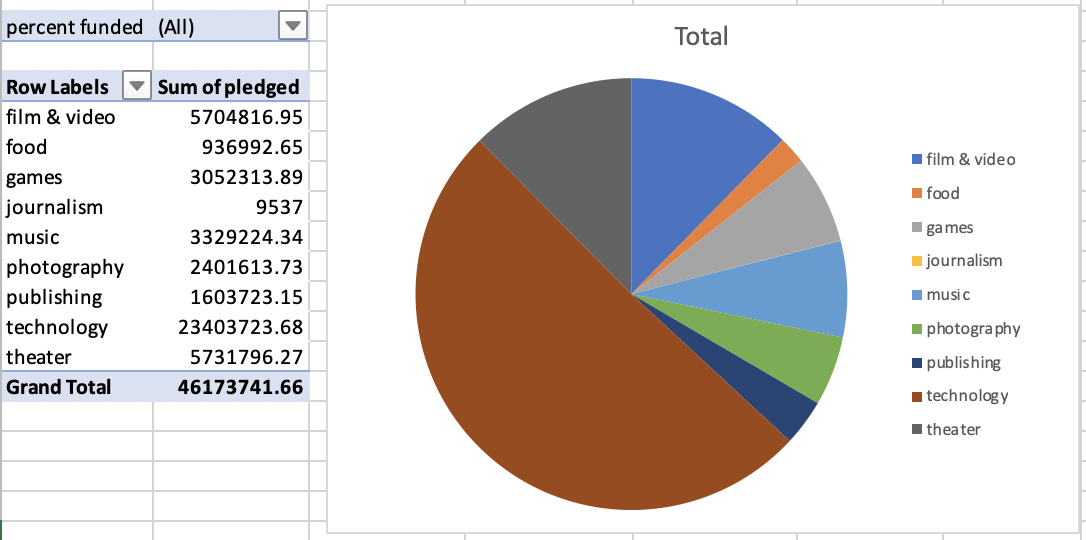 percent funded (All)
Row Labels Sum of pledged
film & video 5704816.95
food 936992.65
games 3052313.89
journalism 9537
music 3329224.34
photography 2401613.73
publishing 1603723.15
technology 23403723.68
theater 5731796.27
Grand Total 46173741.66
Total
film & video
food
games
journalism
music
photography
publishing
technology
theater